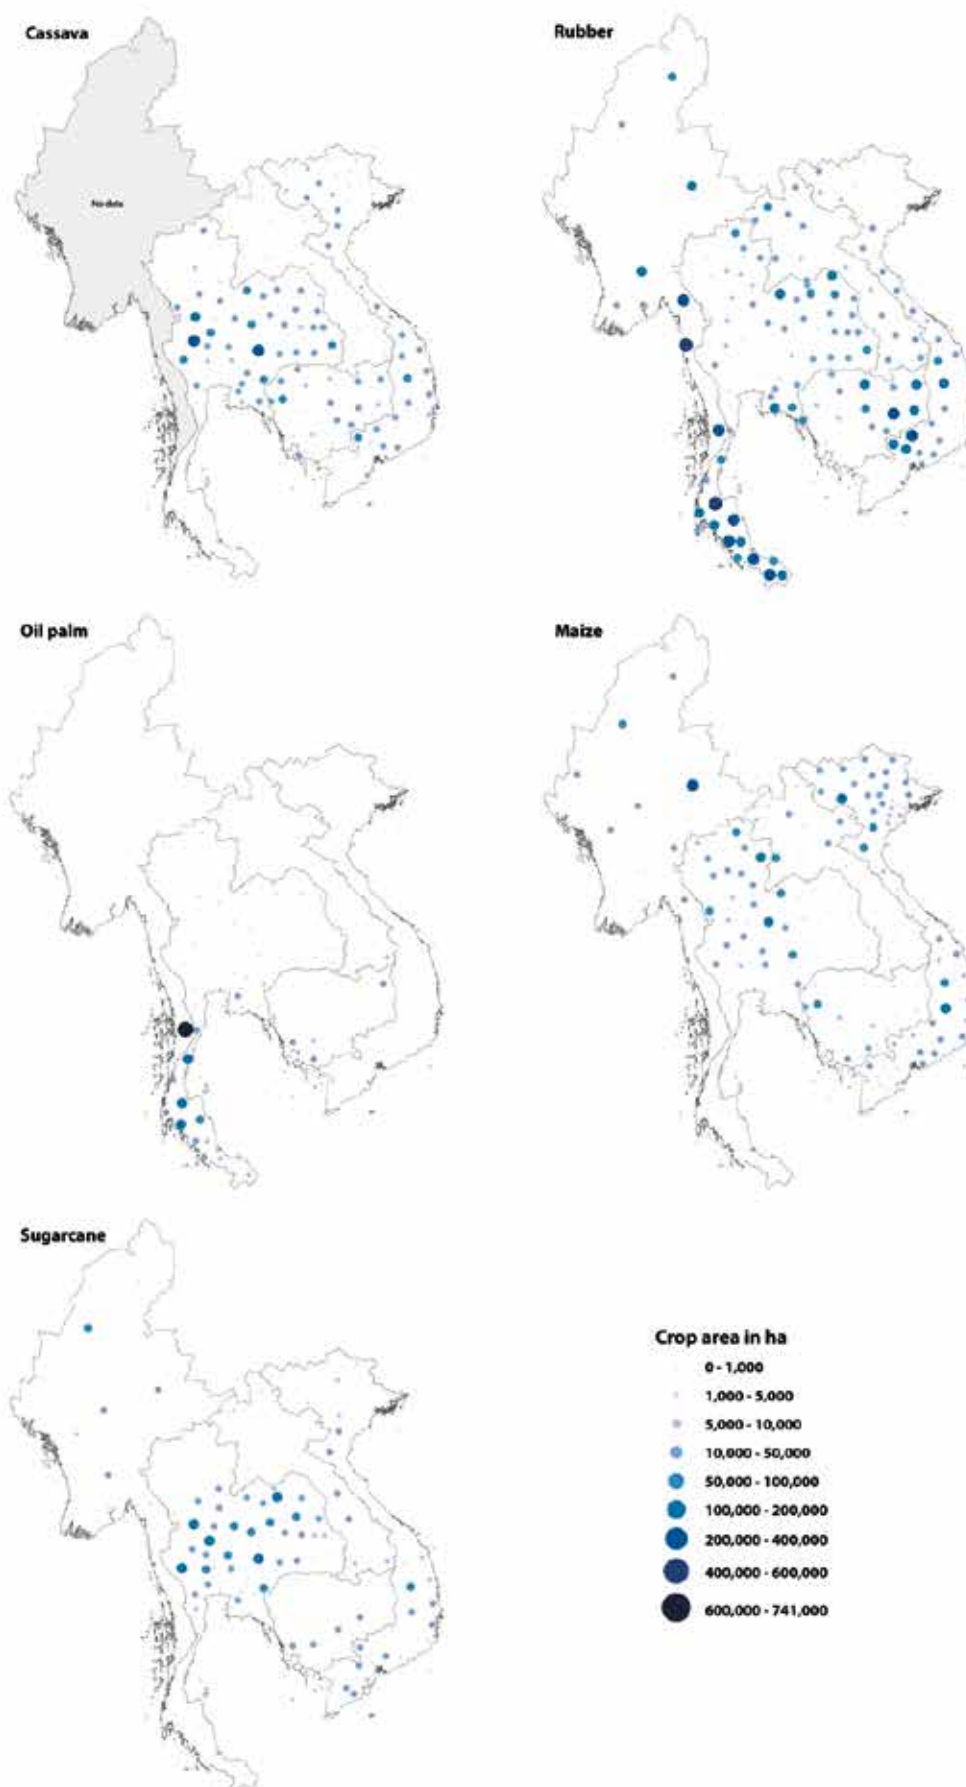 Cassava
Rubber
No data
Oil palm
Maize
Sugarcane
Crop area in ha
0 - 1,000
1,000 - 5,000
5,000 - 10,000
10,000 - 50,000
50,000 - 100,000
100,000 - 200,000
200,000 - 400,000
400,000 - 600,000
600,000 - 741,000